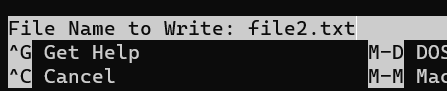 File Name to Write: file2.txt
^G Get Help M-D DOS
^C Cancel M-M Mac